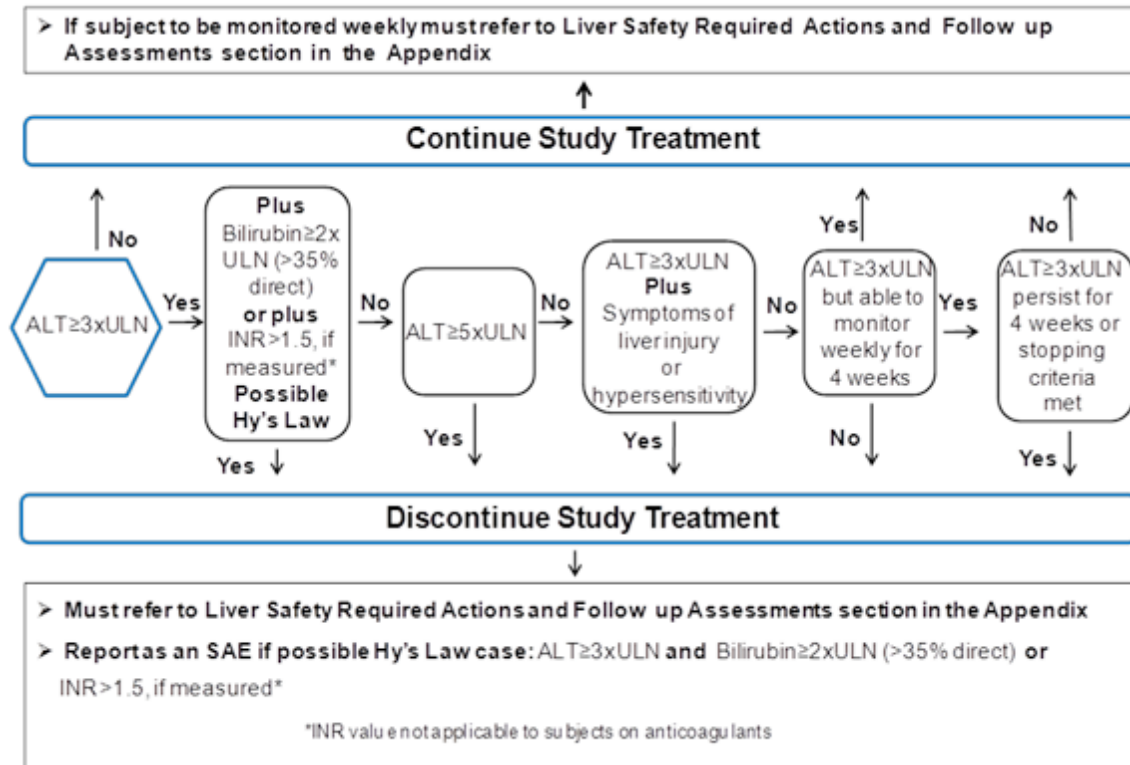 ➢ If subject to be monitored weekly must refer to Liver Safety Required Actions and Follow up
Assessments section in the Appendix
Continue Study Treatment
No
Yes
No
ALT≥3xULN
Yes
Plus
Bilirubin≥2x
ULN (>35%
direct)
or plus
INR>1.5, if
measured*
Possible
Hy's Law
No
ALT≥5xULN
No
ALT≥3xULN
Plus
Symptoms of
liver injury
or
hypersensitivity
No
ALT≥3xULN
but able to
monitor
weekly for
4 weeks
Yes
ALT≥3xULN
persist for
4 weeks or
stopping
criteria
met
Yes
Yes
Yes
No
Yes
Discontinue Study Treatment
➢ Must refer to Liver Safety Required Actions and Follow up Assessments section in the Appendix
➢ Report as an SAE if possible Hy's Law case: ALT≥3xULN and Bilirubin≥2xULN (>35% direct) or
INR>1.5, if measured*
*INR value not applicable to subjects on anticoagulants